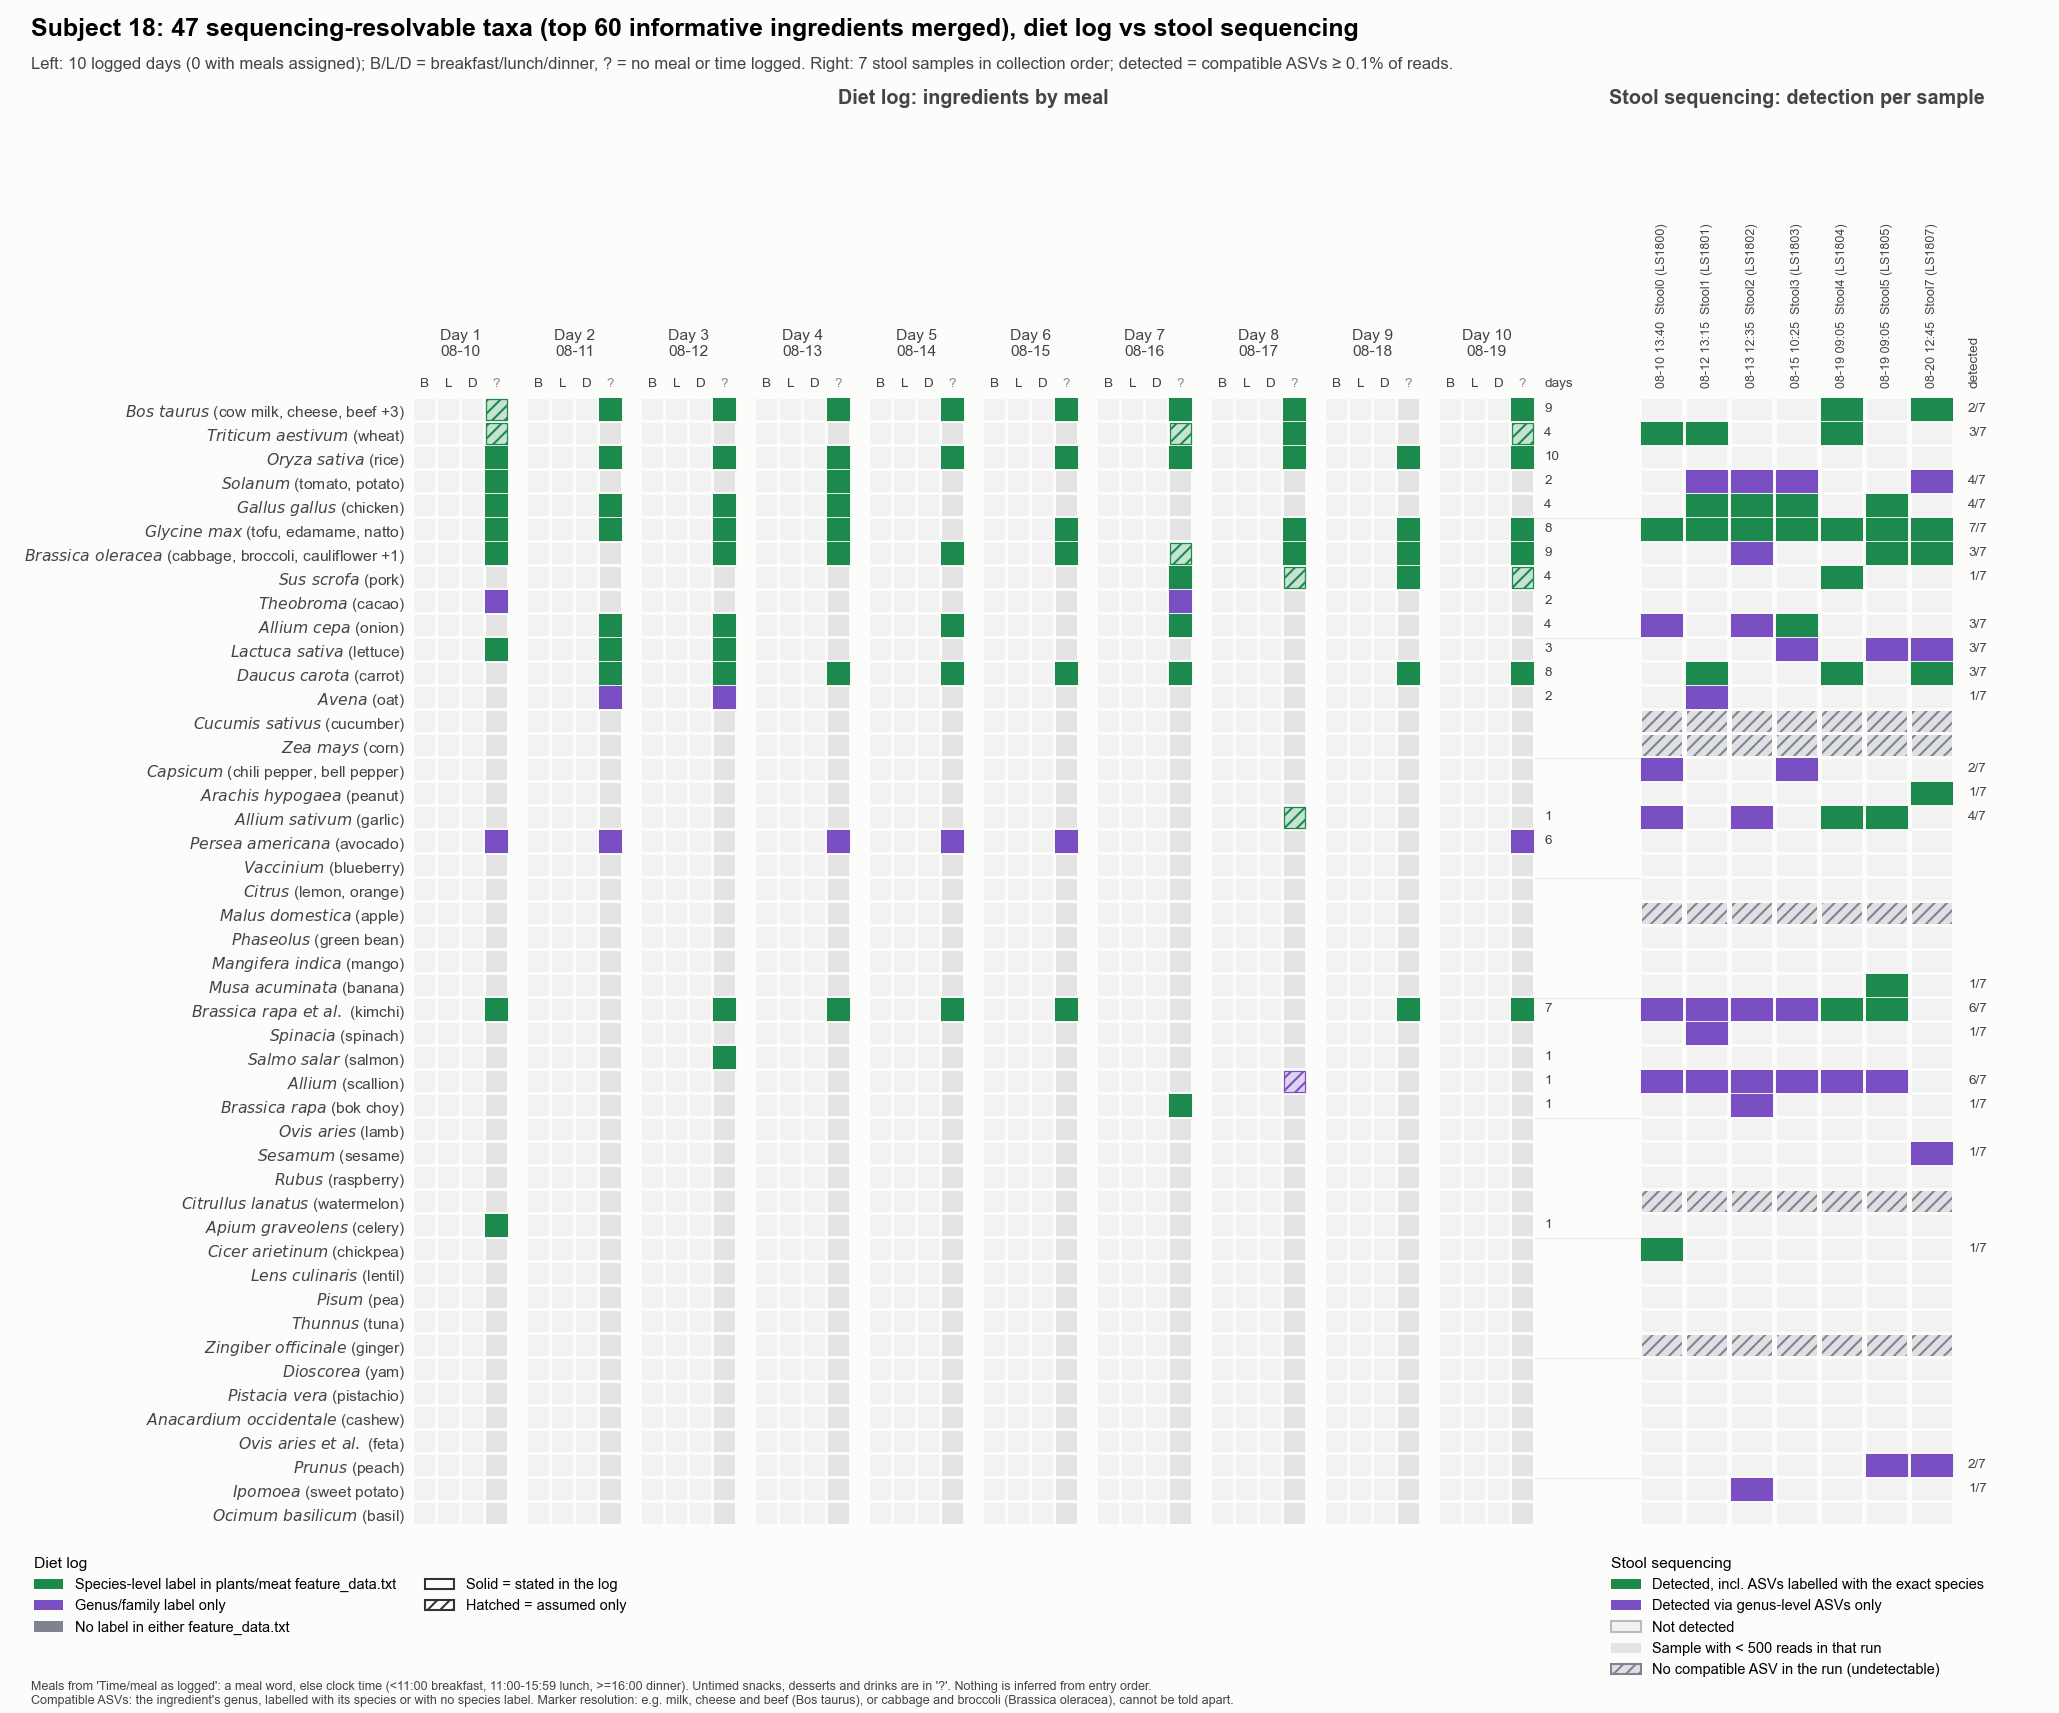 Subject 18: 47 sequencing-resolvable taxa (top 60 informative ingredients merged), diet log vs stool sequencing
Left: 10 logged days (0 with meals assigned); B/L/D = breakfast/lunch/dinner, ? = no meal or time logged. Right: 7 stool samples in collection order; detected = compatible ASVs ≥ 0.1% of reads.
Diet log: ingredients by meal
Stool sequencing: detection per sample
08-10 13:40 Stool0 (LS1800)
08-12 13:15 Stool1 (LS1801)
08-13 12:35 Stool2 (LS1802)
08-15 10:25 Stool3 (LS1803)
08-19 09:05 Stool4 (LS1804)
08-19 09:05 Stool5 (LS1805)
08-20 12:45 Stool7 (LS1807)
detected
Day 1 Day 2 Day 3 Day 4 Day 5 Day 6 Day 7 Day 8 Day 9 Day 10
08-10 08-11 08-12 08-13 08-14 08-15 08-16 08-17 08-18 08-19
B L D ? B L D ? B L D ? B L D ? B L D ? B L D ? B L D ? B L D ? B L D ? B L D ? days
Bos taurus (cow milk, cheese, beef +3) 9 2/7
Triticum aestivum (wheat) 4 3/7
Oryza sativa (rice) 10
Solanum (tomato, potato) 2 4/7
Gallus gallus (chicken) 4 4/7
Glycine max (tofu, edamame, natto) 8 7/7
Brassica oleracea (cabbage, broccoli, cauliflower +1) 9 3/7
Sus scrofa (pork) 4 1/7
Theobroma (cacao) 2
Allium cepa (onion) 4 3/7
Lactuca sativa (lettuce) 3 3/7
Daucus carota (carrot) 8 3/7
Avena (oat) 2 1/7
Cucumis sativus (cucumber)
Zea mays (corn)
Capsicum (chili pepper, bell pepper) 2/7
Arachis hypogaea (peanut) 1/7
Allium sativum (garlic) 1 4/7
Persea americana (avocado) 6
Vaccinium (blueberry)
Citrus (lemon, orange)
Malus domestica (apple)
Phaseolus (green bean)
Mangifera indica (mango)
Musa acuminata (banana) 1/7
Brassica rapa et al. (kimchi) 7 6/7
Spinacia (spinach) 1/7
Salmo salar (salmon) 1
Allium (scallion) 1 6/7
Brassica rapa (bok choy) 1 1/7
Ovis aries (lamb)
Sesamum (sesame) 1/7
Rubus (raspberry)
Citrullus lanatus (watermelon)
Apium graveolens (celery) 1
Cicer arietinum (chickpea) 1/7
Lens culinaris (lentil)
Pisum (pea)
Thunnus (tuna)
Zingiber officinale (ginger)
Dioscorea (yam)
Pistacia vera (pistachio)
Anacardium occidentale (cashew)
Ovis aries et al. (feta)
Prunus (peach) 2/7
Ipomoea (sweet potato) 1/7
Ocimum basilicum (basil)
Diet log
Species-level label in plants/meat feature_data.txt
Genus/family label only
No label in either feature_data.txt
Solid = stated in the log
Hatched = assumed only
Stool sequencing
Detected, incl. ASVs labelled with the exact species
Detected via genus-level ASVs only
Not detected
Sample with < 500 reads in that run
No compatible ASV in the run (undetectable)
Meals from 'Time/meal as logged': a meal word, else clock time (<11:00 breakfast, 11:00-15:59 lunch, >=16:00 dinner). Untimed snacks, desserts and drinks are in '?'. Nothing is inferred from entry order.
Compatible ASVs: the ingredient's genus, labelled with its species or with no species label. Marker resolution: e.g. milk, cheese and beef (Bos taurus), or cabbage and broccoli (Brassica oleracea), cannot be told apart.